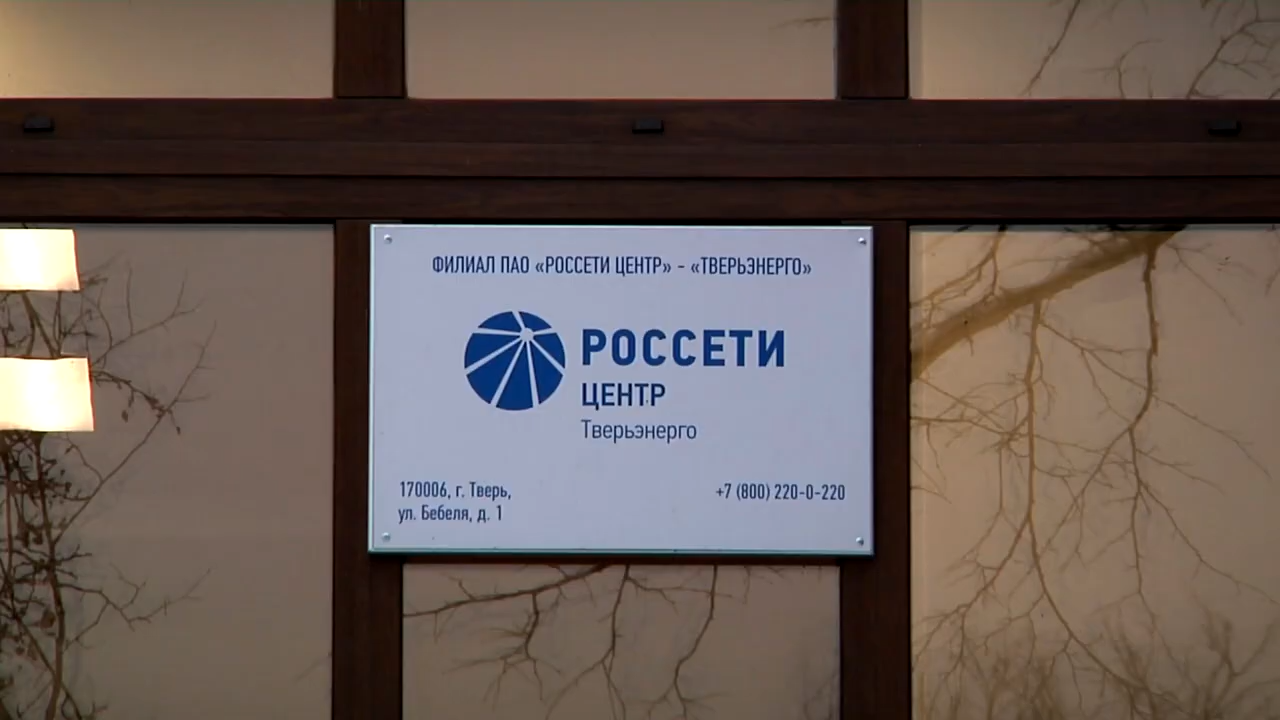 ФИЛИАЛ ПАО «РОССЕТИ ЦЕНТР» - «ТВЕРЬЭНЕРГО»
РОССЕТИ
ЦЕНТР
Тверьэнерго
170006, г. Тверь,
ул. Бебеля, д. 1
+7 (800) 220-0-220